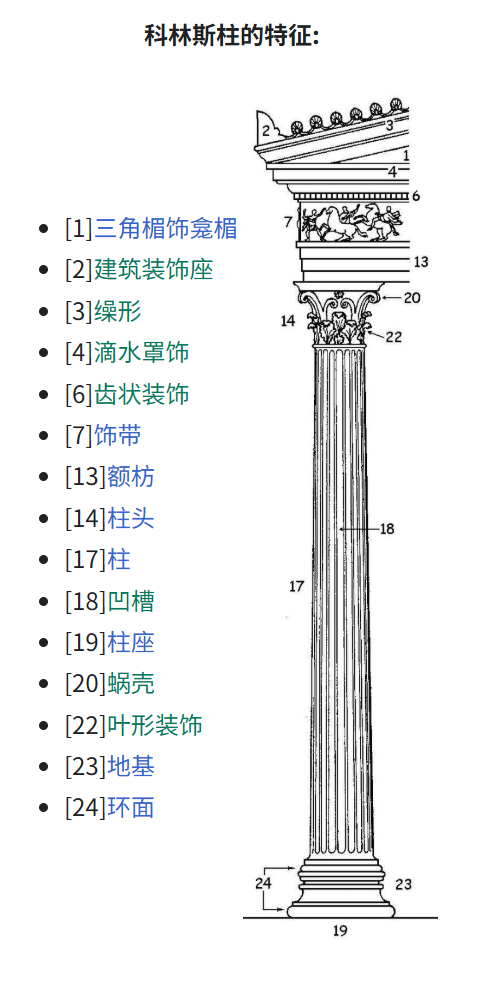 科林斯柱的特征:
[1]三角楣饰龛楣
[2]建筑装饰座
[3]缲形
[4]滴水罩饰
[6]齿状装饰
[7]饰带
[13]额枋
[14]柱头
[17]柱
[18]凹槽
[19]柱座
[20]蜗壳
[22]叶形装饰
[23]地基
[24]环面
2
3
1
4
6
7
13
20
14
22
18
17
24
23
19